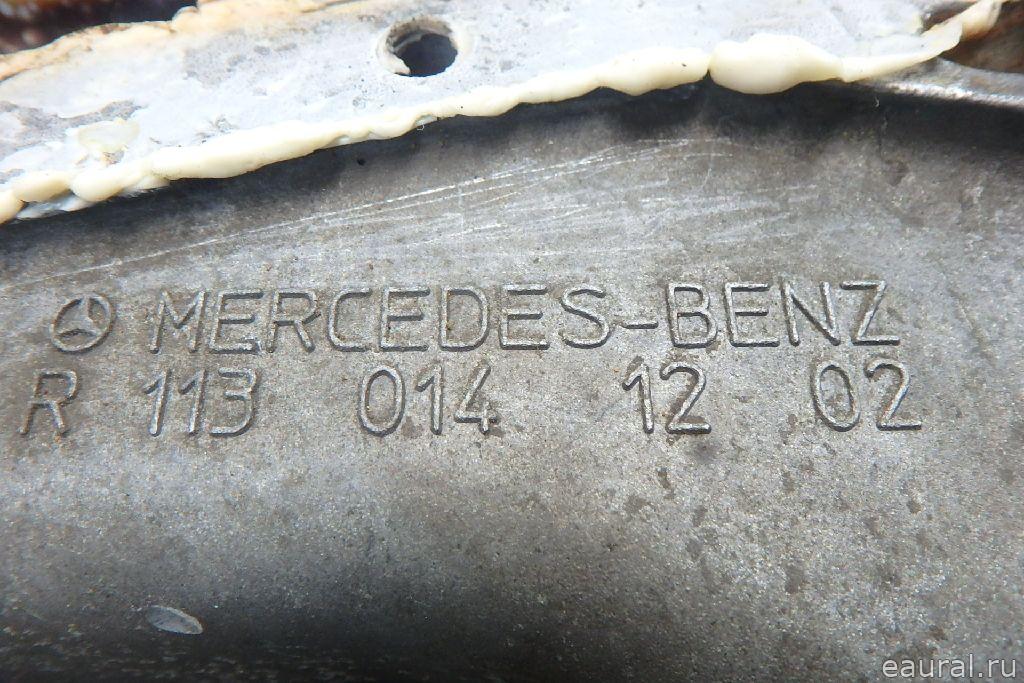 MERCEDES-BENZ
R 113 014 12 02
eaural.ru